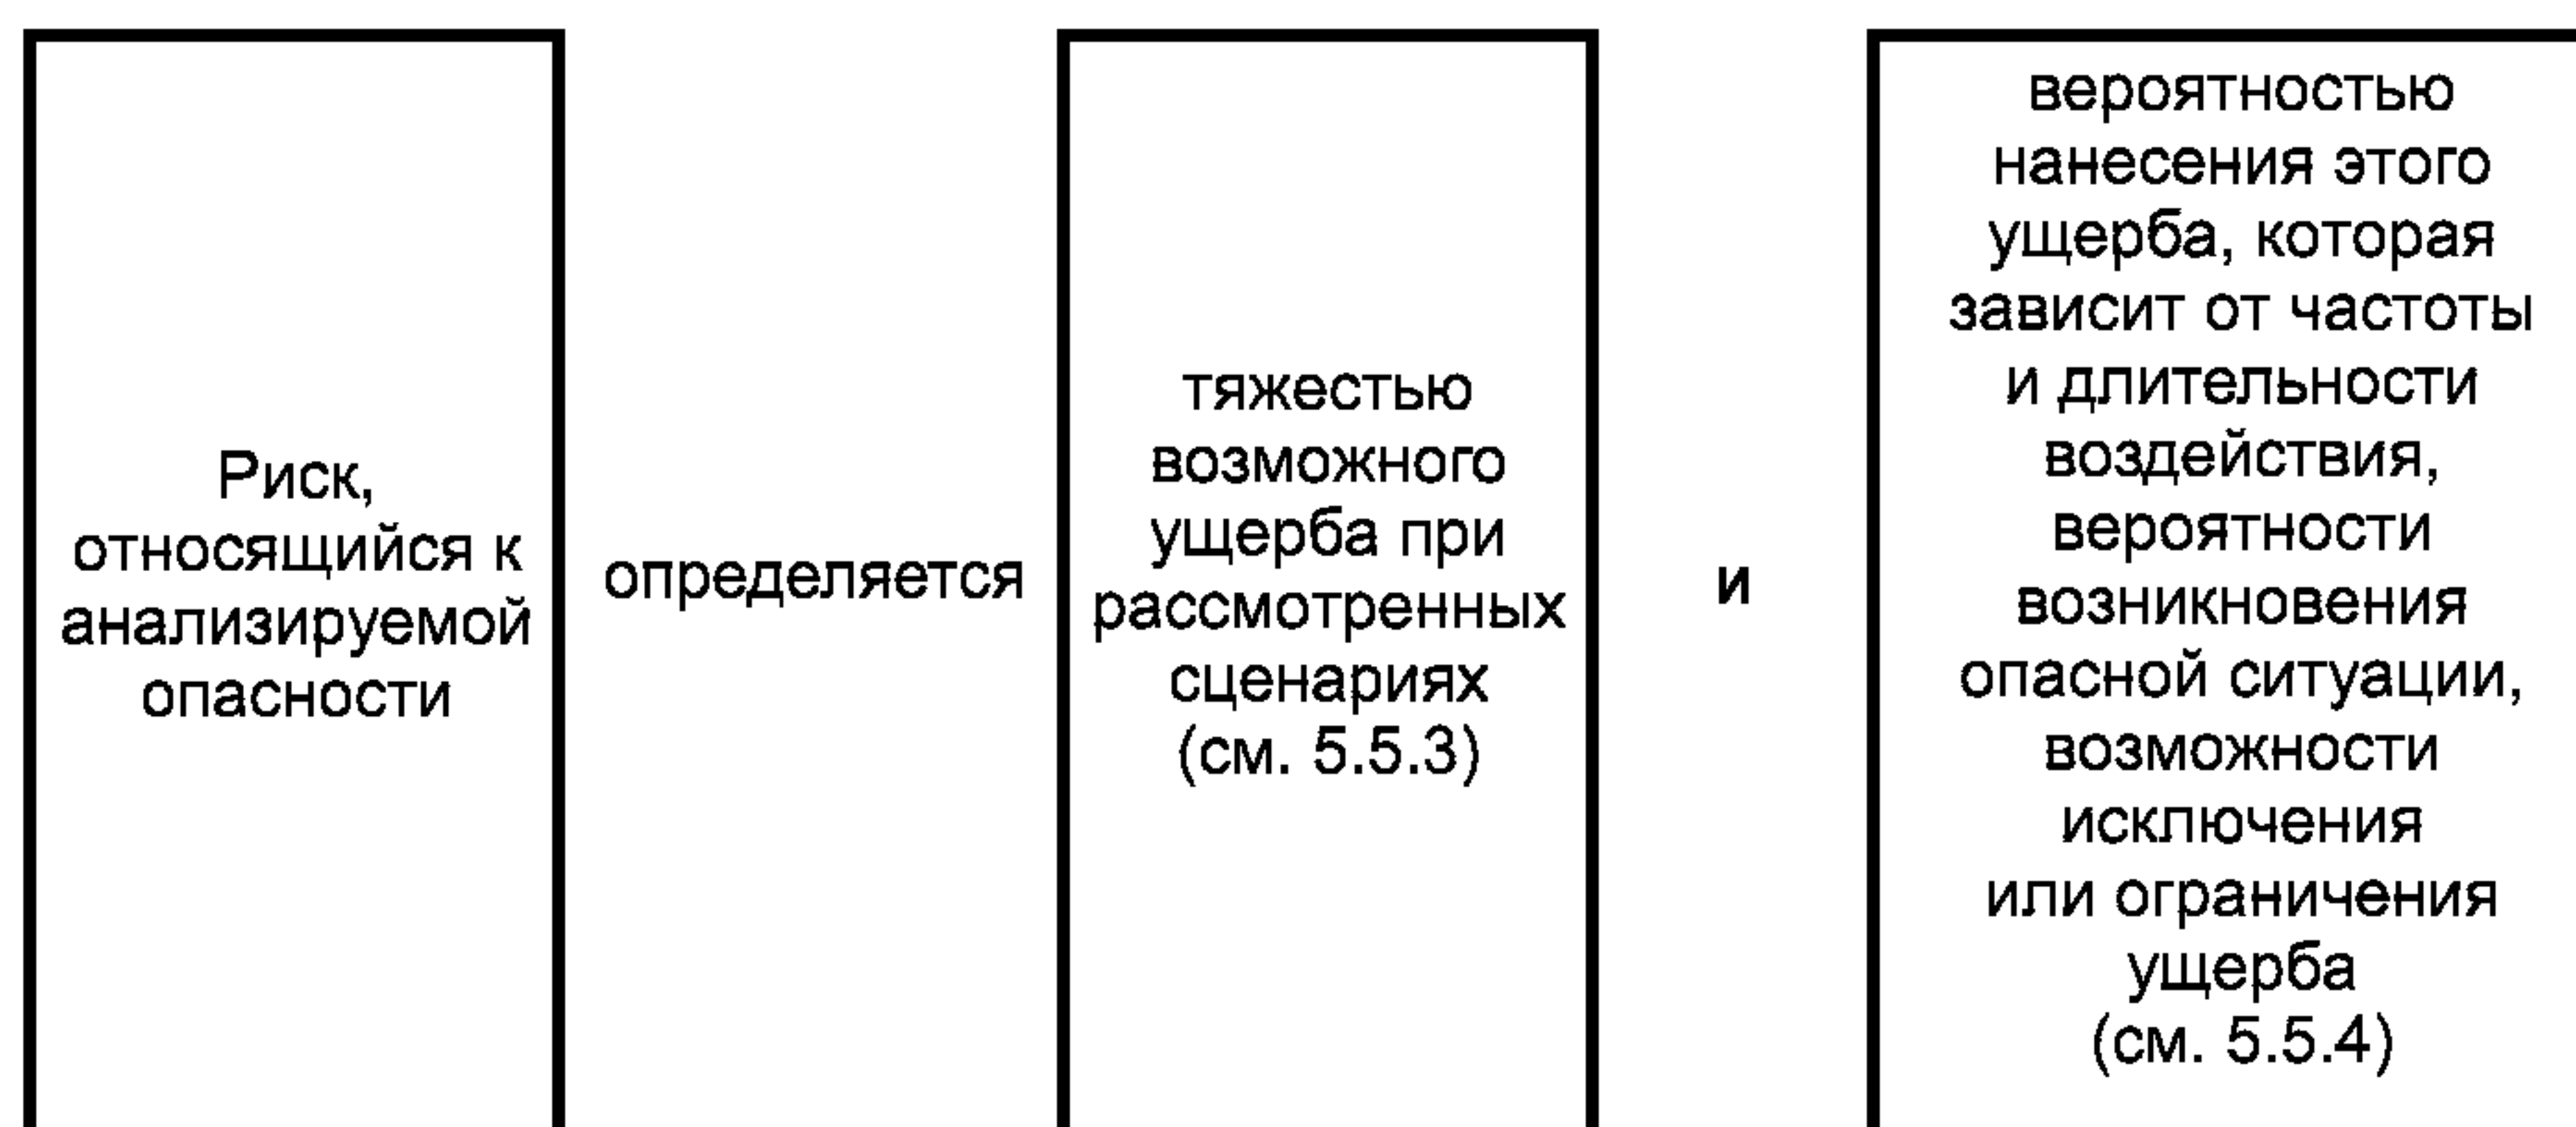 Риск,
относящийся к
анализируемой
опасности
определяется
тяжестью
возможного
ущерба при
рассмотренных
сценариях
(см. 5.5.3)
и
вероятностью
нанесения этого
ущерба, которая
зависит от частоты
и длительности
воздействия,
вероятности
возникновения
опасной ситуации,
возможности
исключения
или ограничения
ущерба
(см. 5.5.4)